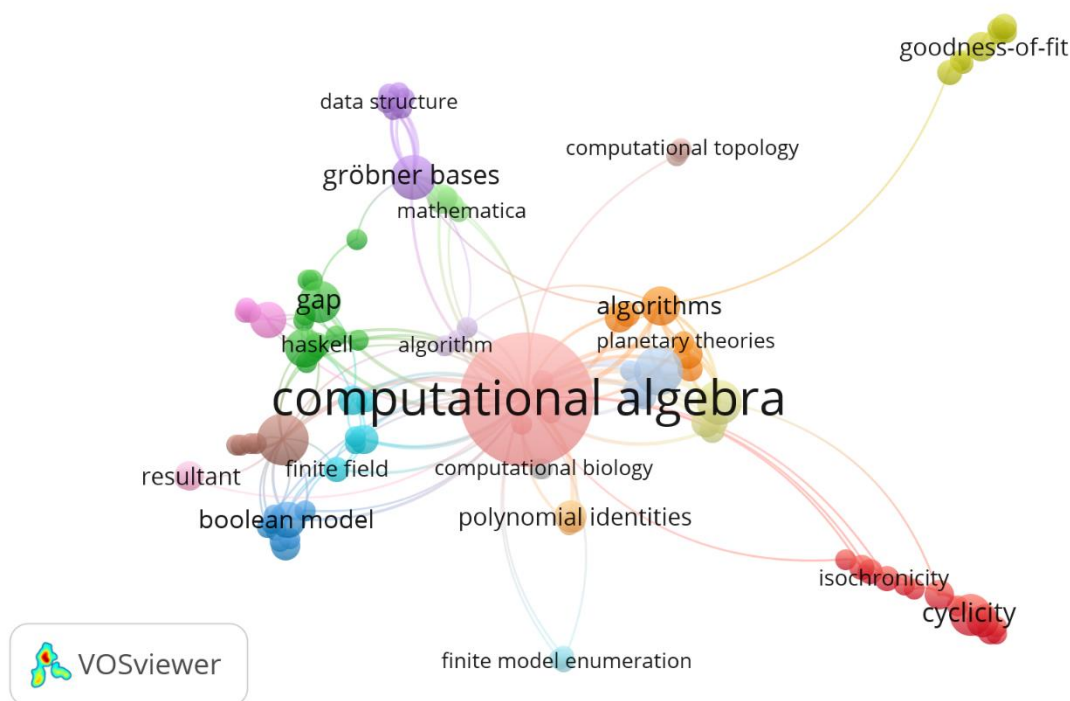 goodness-of-fit
data structure
computational topology
gröbner bases
mathematica
gap
algorithms
haskell
algorithm
planetary theories
computational algebra
finite field
computational biology
resultant
boolean model
polynomial identities
isochronicity
cyclicity
finite model enumeration
VOSviewer